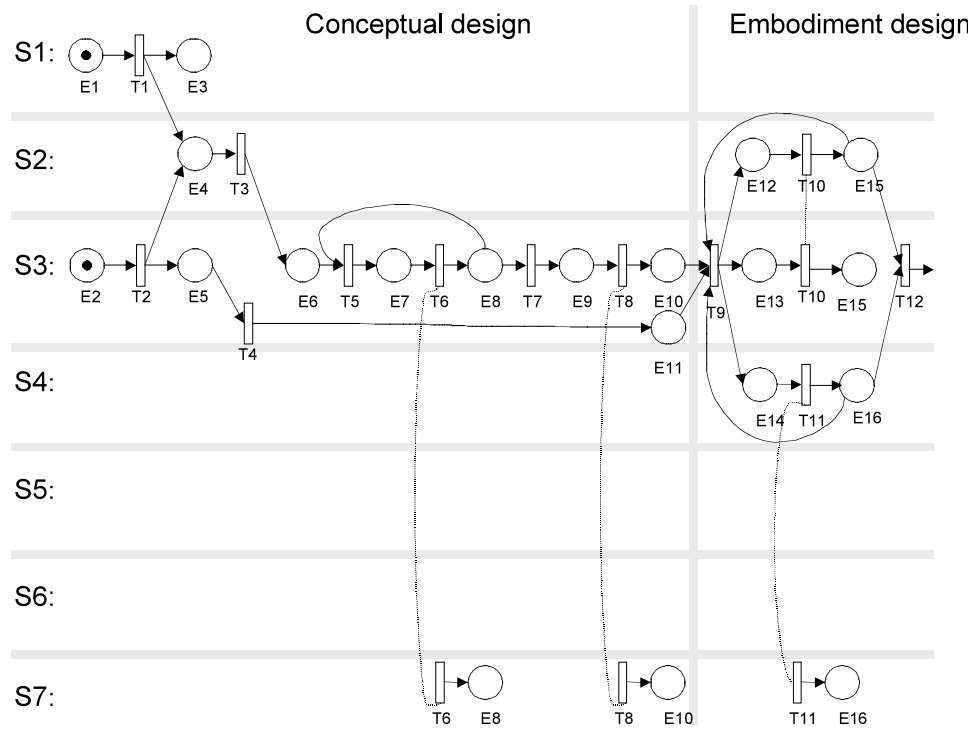 Conceptual design Embodiment design
S1:
E1 T1 E3
S2:
E4 T3 E12 T10 E15
S3:
E2 T2 E5 E6 T5 E7 T6 E8 T7 E9 T8 E10 T9 E13 T10 E15 T12
T4 E11
S4:
E14 T11 E16
S5:
S6:
S7:
T6 E8 T8 E10 T11 E16